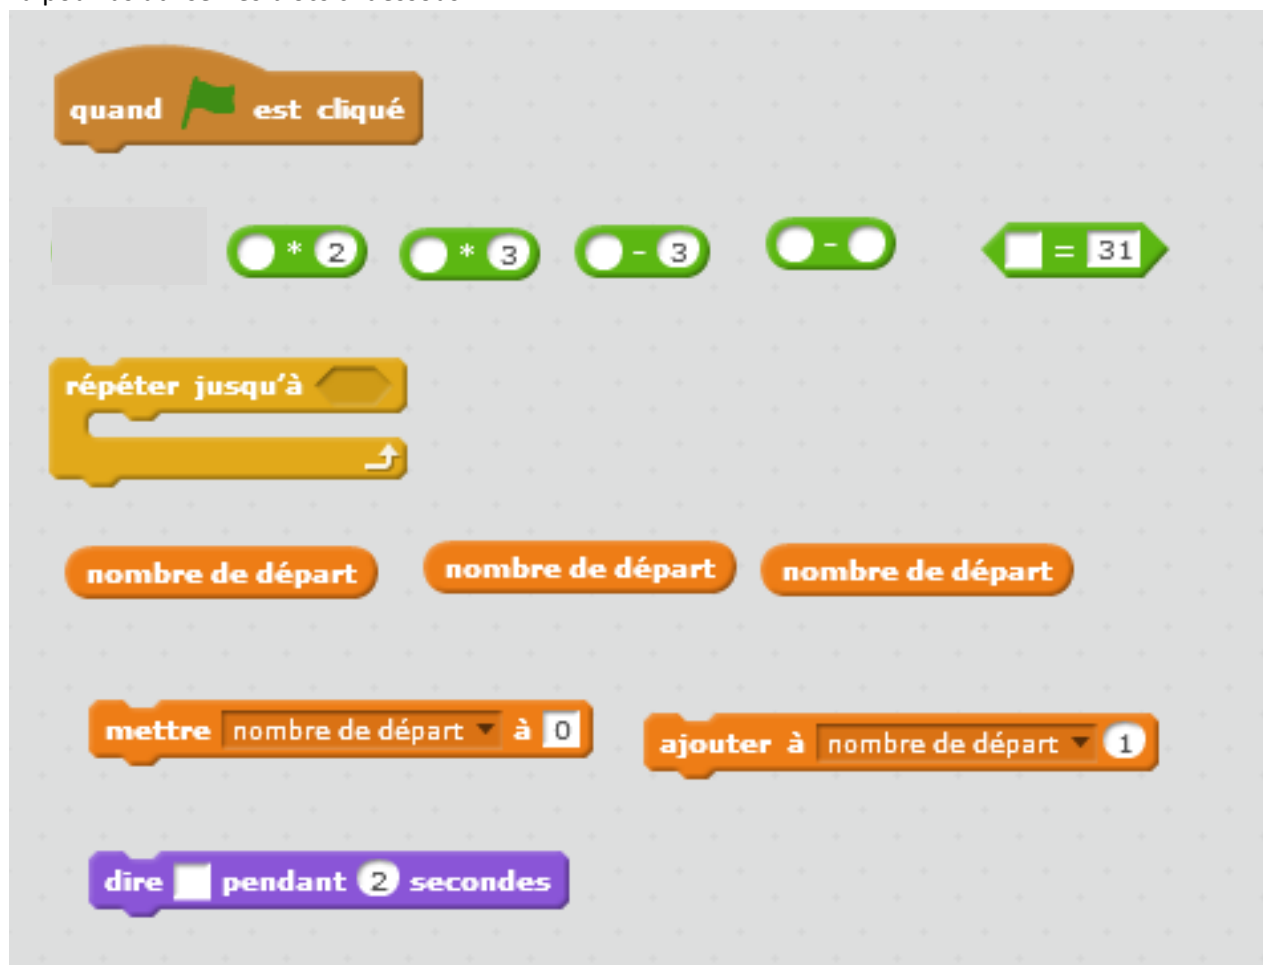 quand est cliqué
* 2 * 3 - 3 - = 31
répéter jusqu'à
nombre de départ nombre de départ nombre de départ
mettre nombre de départ à 0 ajouter à nombre de départ 1
dire pendant 2 secondes